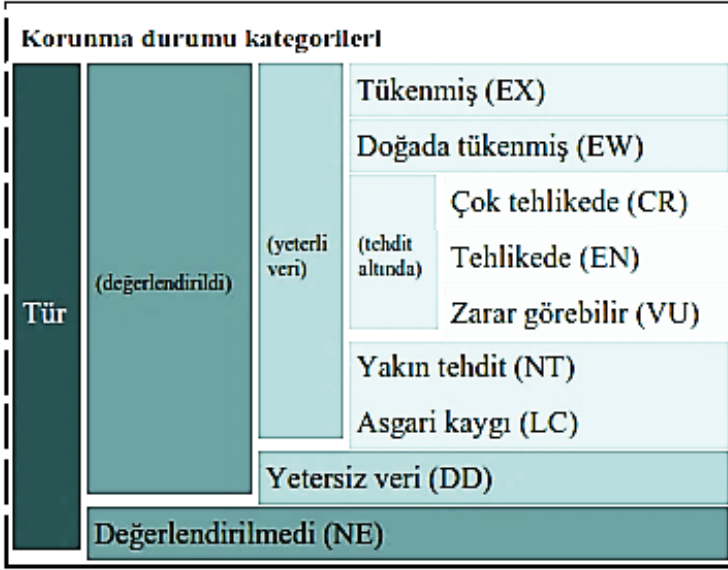 Korunma durumu kategorileri
Tür
(değerlendirildi)
(yeterli
veri)
Tükenmiş (EX)
Doğada tükenmiş (EW)
(tehdit
altında)
Çok tehlikede (CR)
Tehlikede (EN)
Zarar görebilir (VU)
Yakın tehdit (NT)
Asgari kaygı (LC)
Yetersiz veri (DD)
Değerlendirilmedi (NE)